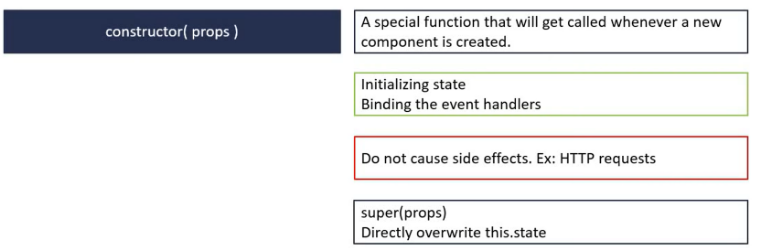 constructor( props )
A special function that will get called whenever a new
component is created.
Initializing state
Binding the event handlers
Do not cause side effects. Ex: HTTP requests
super(props)
Directly overwrite this.state